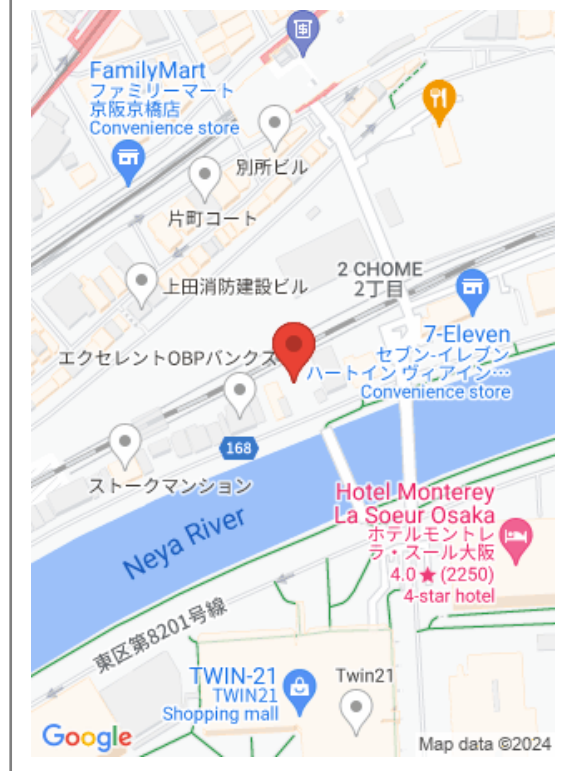 FamilyMart
ファミリーマート
京阪京橋店
Convenience store
別所ビル
片町コート
2 CHOME
2丁目
上田消防建設ビル
7-Eleven
セブン-イレブン
ハートイン ヴィアイン…
Convenience store
エクセレントOBPバンクス
168
ストークマンション
Neya River
Hotel Monterey
La Soeur Osaka
ホテルモントレ
ラ・スール大阪
4.0★(2250)
4-star hotel
東区第8201号線
TWIN-21
TWIN21
Shopping mall
Twin21
Google
Map data ©2024